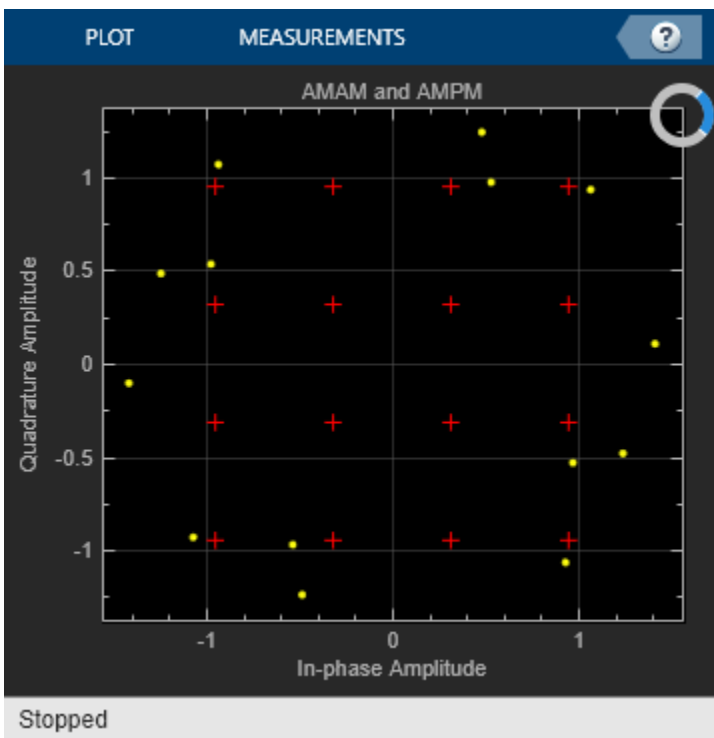 PLOT MEASUREMENTS ?
AMAM and AMPM
1
0.5
0
-0.5
-1
Quadrature Amplitude
-1 0 1
In-phase Amplitude
Stopped